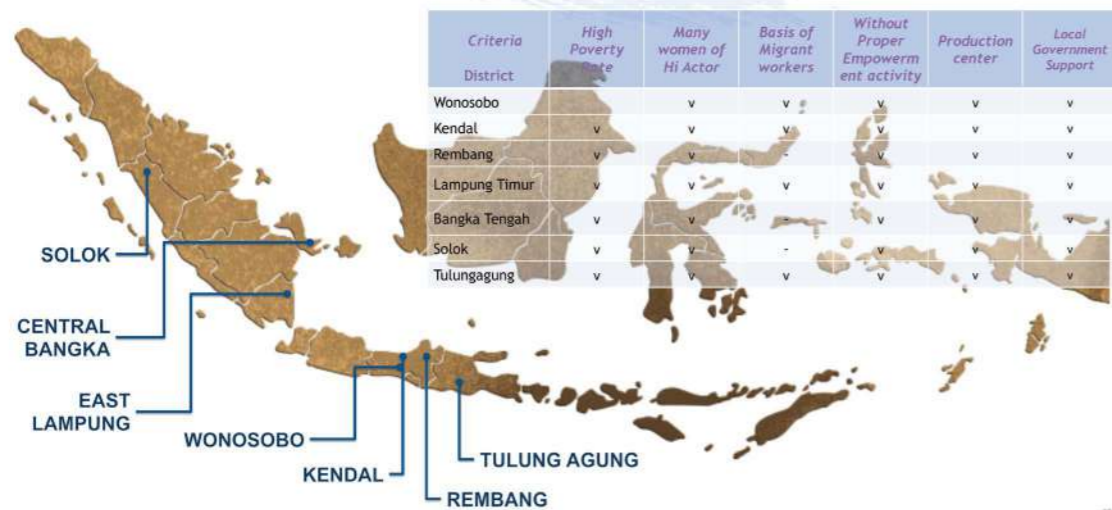 Criteria
District
High
Poverty
Rate
Many
women of
Hi Actor
Basis of
Migrant
workers
Without
Proper
Empowerm
ent activity
Production
center
Local
Government
Support
Wonosobo v v v v v
Kendal v v v v v v
Rembang v v - v v v
Lampung Timur v v v v v v
Bangka Tengah v v - v v v
Solok v v - v v v
Tulungagung v v v v v v
SOLOK
CENTRAL
BANGKA
EAST
LAMPUNG
WONOSOBO
KENDAL
TULUNG AGUNG
REMBANG